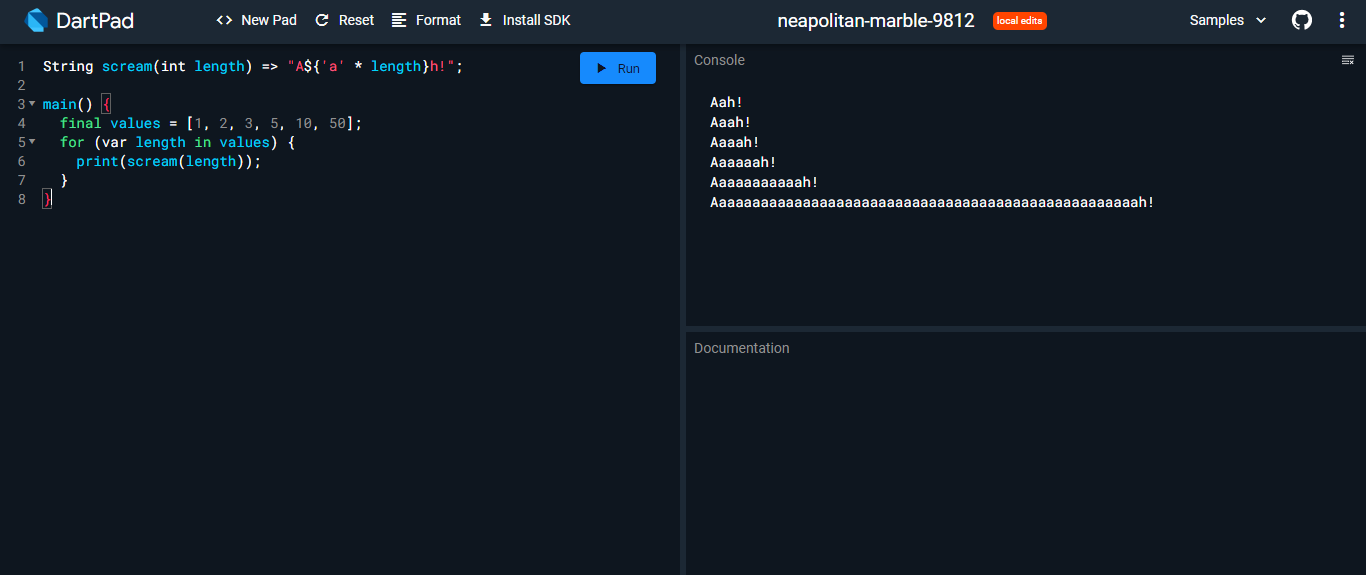 DartPad
<> New Pad
Reset
Format
Install SDK
neapolitan-marble-9812
local edits
Samples
1 String scream(int length) => "A${'a' * length}h!";
2
3 main() {
4   final values = [1, 2, 3, 5, 10, 50];
5   for (var length in values) {
6     print(scream(length));
7   }
8 }
Run
Console
Aah!
Aaah!
Aaaah!
Aaaaaah!
Aaaaaaaaaaah!
Aaaaaaaaaaaaaaaaaaaaaaaaaaaaaaaaaaaaaaaaaaaaaaaaaaah!
Documentation